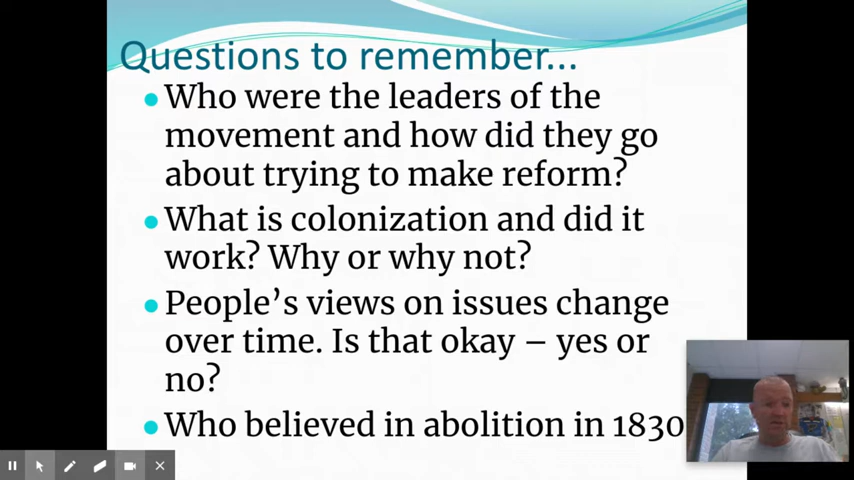 Questions to remember...
Who were the leaders of the
movement and how did they go
about trying to make reform?
What is colonization and did it
work? Why or why not?
People's views on issues change
over time. Is that okay – yes or
no?
Who believed in abolition in 1830